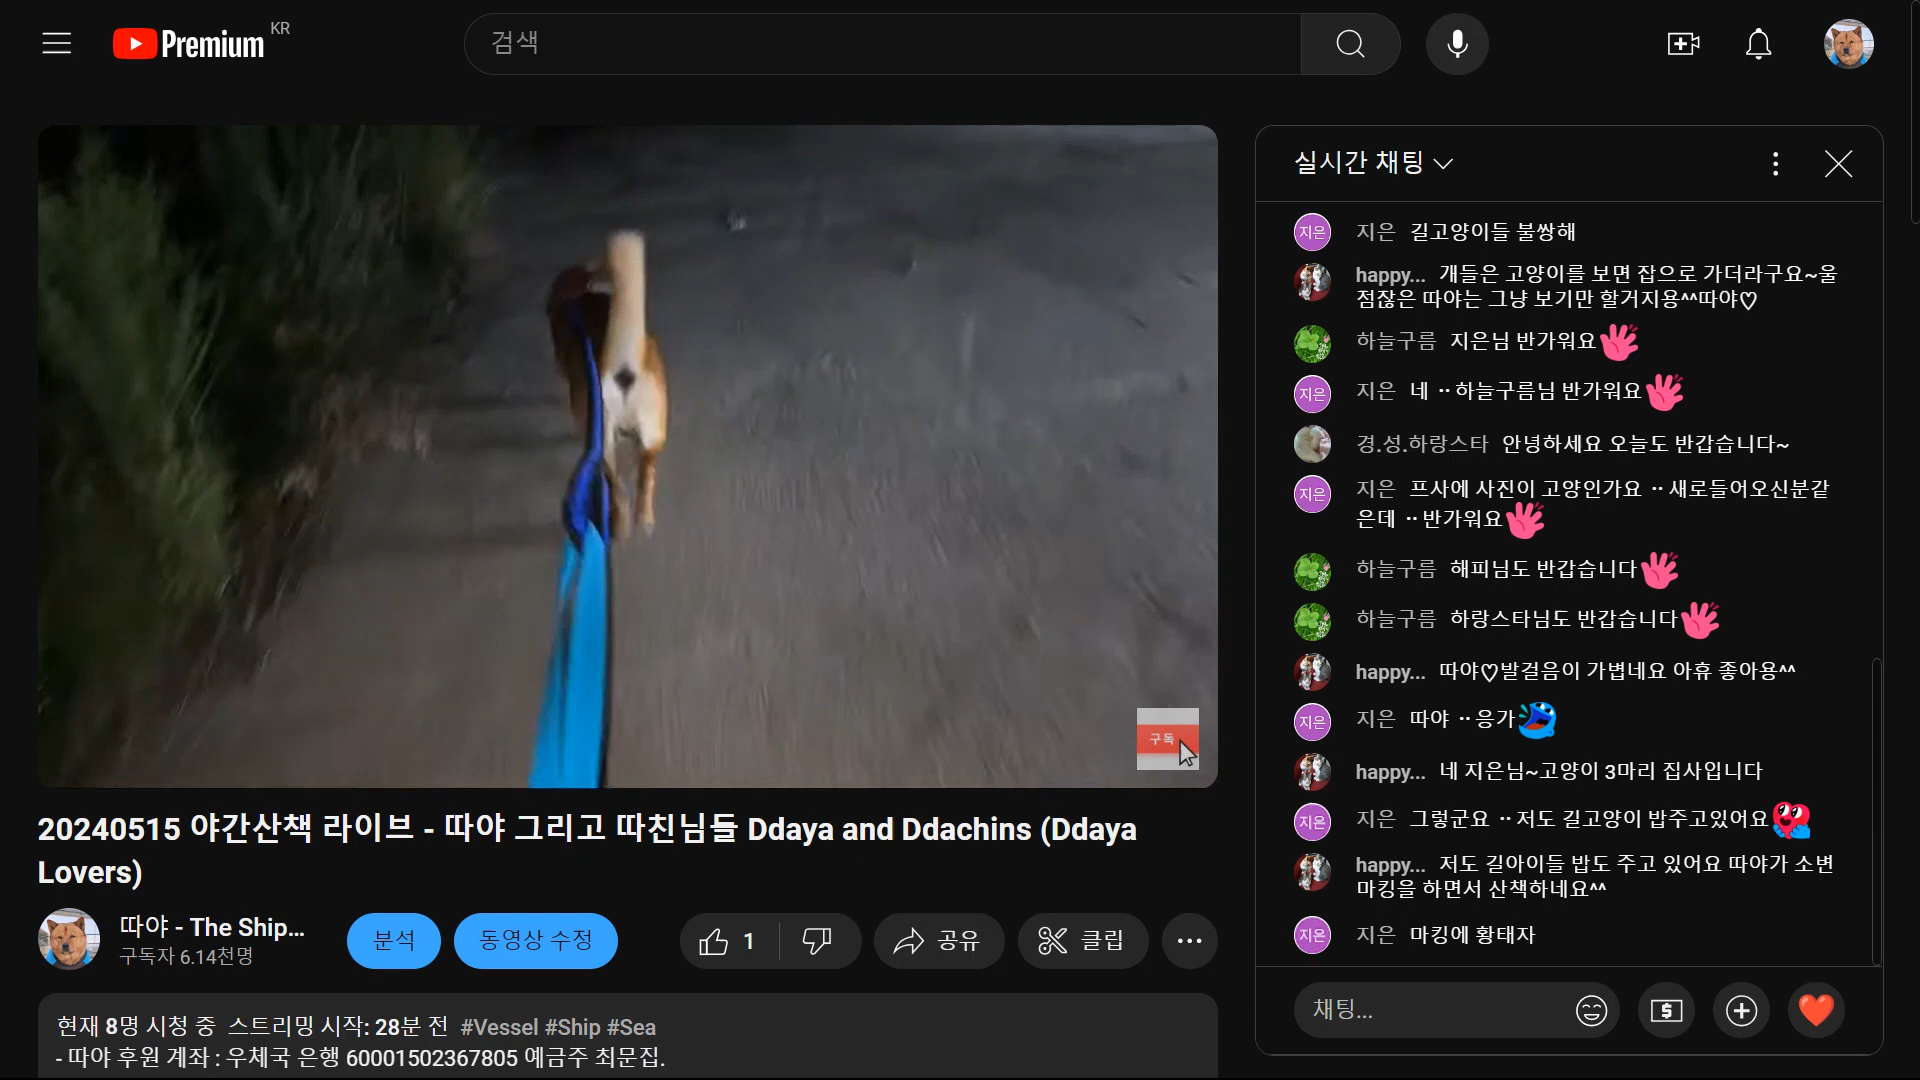 Premium KR
검색
구독
20240515 야간산책 라이브 - 따야 그리고 따친님들 Ddaya and Ddachins (Ddaya
Lovers)
따야 - The Ship...
구독자 6.14천명
분석
동영상 수정
1
공유
클립
현재 8명 시청 중 스트리밍 시작: 28분 전 #Vessel #Ship #Sea
- 따야 후원 계좌 : 우체국 은행 60001502367805 예금주 최문집.
실시간 채팅
지은 지은 길고양이들 불쌍해
happy... 개들은 고양이를 보면 잡으로 가더라구요~울
점잖은 따야는 그냥 보기만 할거지용^^따야♡
하늘구름 지은님 반가워요
지은 지은 네 ··하늘구름님 반가워요
경.성.하랑스타 안녕하세요 오늘도 반갑습니다~
지은 지은 프사에 사진이 고양인가요 ··새로들어오신분같
은데 ··반가워요
하늘구름 해피님도 반갑습니다
하늘구름 하랑스타님도 반갑습니다
happy... 따야♡발걸음이 가볍네요 아휴 좋아용^^
지은 지은 따야 ··응가
happy... 네 지은님~고양이 3마리 집사입니다
지은 지은 그렇군요 ··저도 길고양이 밥주고있어요
happy... 저도 길아이들 밥도 주고 있어요 따야가 소변
마킹을 하면서 산책하네요^^
지은 지은 마킹에 황태자
채팅...